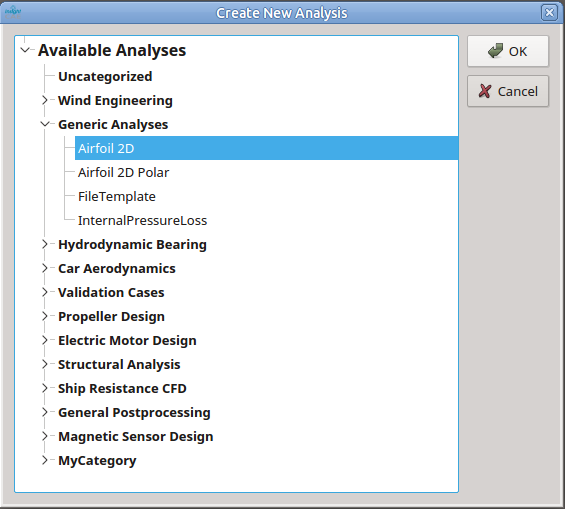 Create New Analysis
Available Analyses
OK
Uncategorized
Cancel
Wind Engineering
Generic Analyses
Airfoil 2D
Airfoil 2D Polar
FileTemplate
InternalPressureLoss
Hydrodynamic Bearing
Car Aerodynamics
Validation Cases
Propeller Design
Electric Motor Design
Structural Analysis
Ship Resistance CFD
General Postprocessing
Magnetic Sensor Design
MyCategory